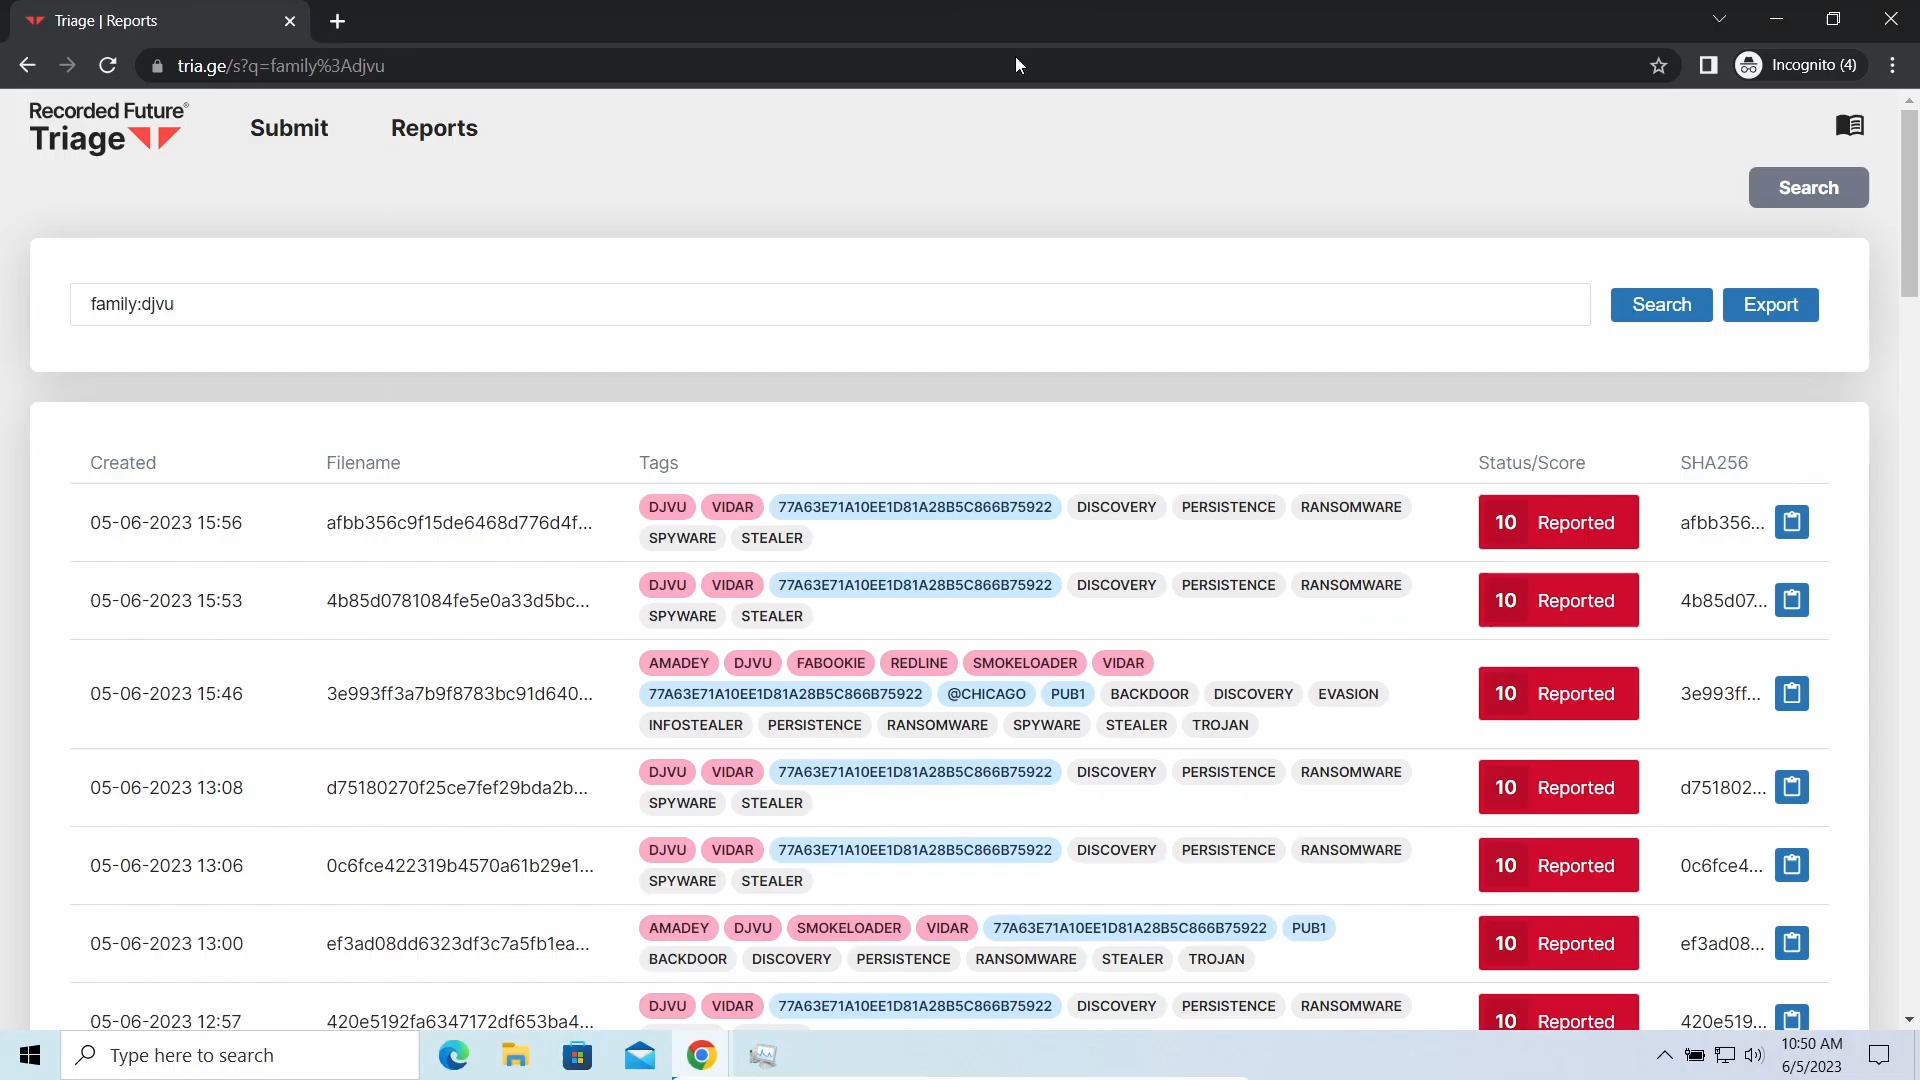 Triage | Reports
tria.ge/s?q=family%3Adjvu
Incognito (4)
Recorded Future®
Triage
Submit
Reports
Search
family:djvu
Search
Export
Created Filename Tags Status/Score SHA256
DJVU VIDAR 77A63E71A10EE1D81A28B5C866B75922 DISCOVERY PERSISTENCE RANSOMWARE
05-06-2023 15:56 afbb356c9f15de6468d776d4f... 10 Reported afbb356...
SPYWARE STEALER
DJVU VIDAR 77A63E71A10EE1D81A28B5C866B75922 DISCOVERY PERSISTENCE RANSOMWARE
05-06-2023 15:53 4b85d0781084fe5e0a33d5bc... 10 Reported 4b85d07...
SPYWARE STEALER
AMADEY DJVU FABOOKIE REDLINE SMOKELOADER VIDAR
05-06-2023 15:46 3e993ff3a7b9f8783bc91d640... 77A63E71A10EE1D81A28B5C866B75922 @CHICAGO PUB1 BACKDOOR DISCOVERY EVASION 10 Reported 3e993ff...
INFOSTEALER PERSISTENCE RANSOMWARE SPYWARE STEALER TROJAN
DJVU VIDAR 77A63E71A10EE1D81A28B5C866B75922 DISCOVERY PERSISTENCE RANSOMWARE
05-06-2023 13:08 d75180270f25ce7fef29bda2b... 10 Reported d751802...
SPYWARE STEALER
DJVU VIDAR 77A63E71A10EE1D81A28B5C866B75922 DISCOVERY PERSISTENCE RANSOMWARE
05-06-2023 13:06 0c6fce422319b4570a61b29e1... 10 Reported 0c6fce4...
SPYWARE STEALER
AMADEY DJVU SMOKELOADER VIDAR 77A63E71A10EE1D81A28B5C866B75922 PUB1
05-06-2023 13:00 ef3ad08dd6323df3c7a5fb1ea... 10 Reported ef3ad08...
BACKDOOR DISCOVERY PERSISTENCE RANSOMWARE STEALER TROJAN
DJVU VIDAR 77A63E71A10EE1D81A28B5C866B75922 DISCOVERY PERSISTENCE RANSOMWARE
05-06-2023 12:57 420e5192fa6347172df653ba4... 10 Reported 420e519...
Type here to search
10:50 AM
6/5/2023